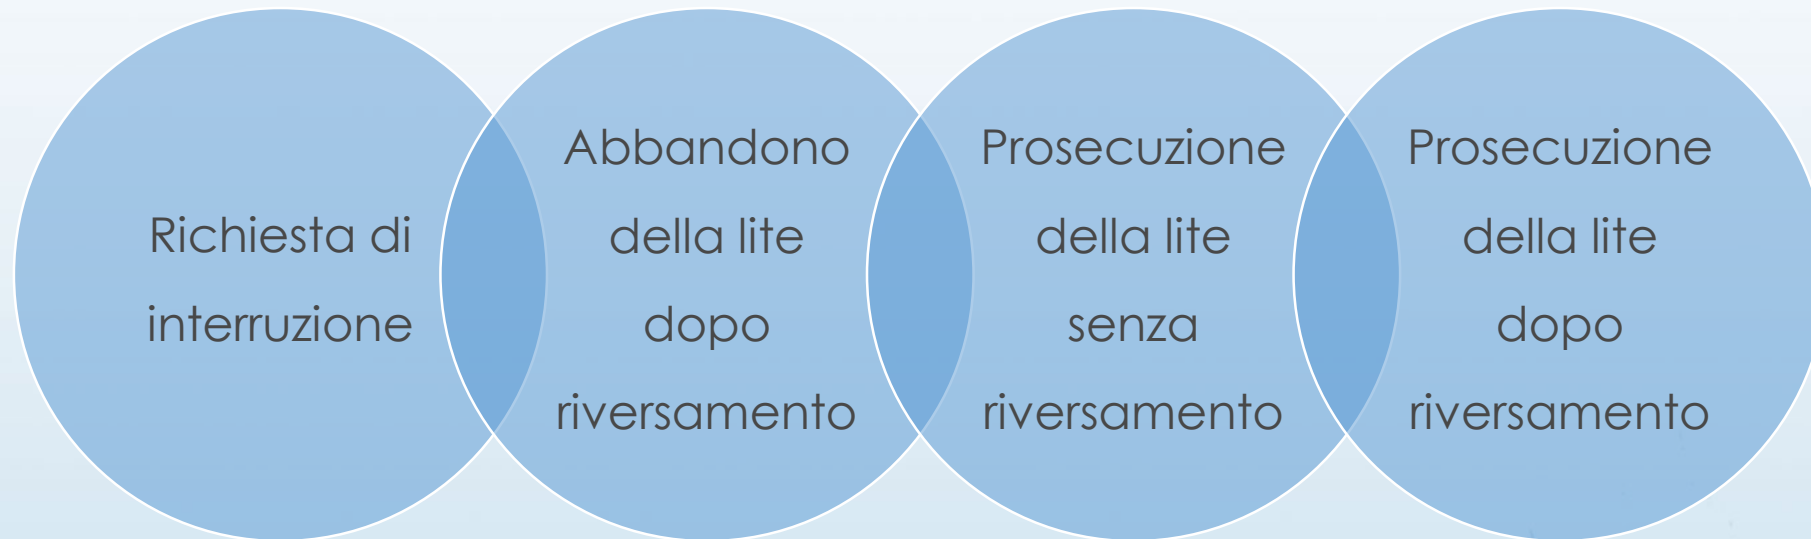 Richiesta di
interruzione
Abbandono
della lite
dopo
riversamento
Prosecuzione
della lite
senza
riversamento
Prosecuzione
della lite
dopo
riversamento